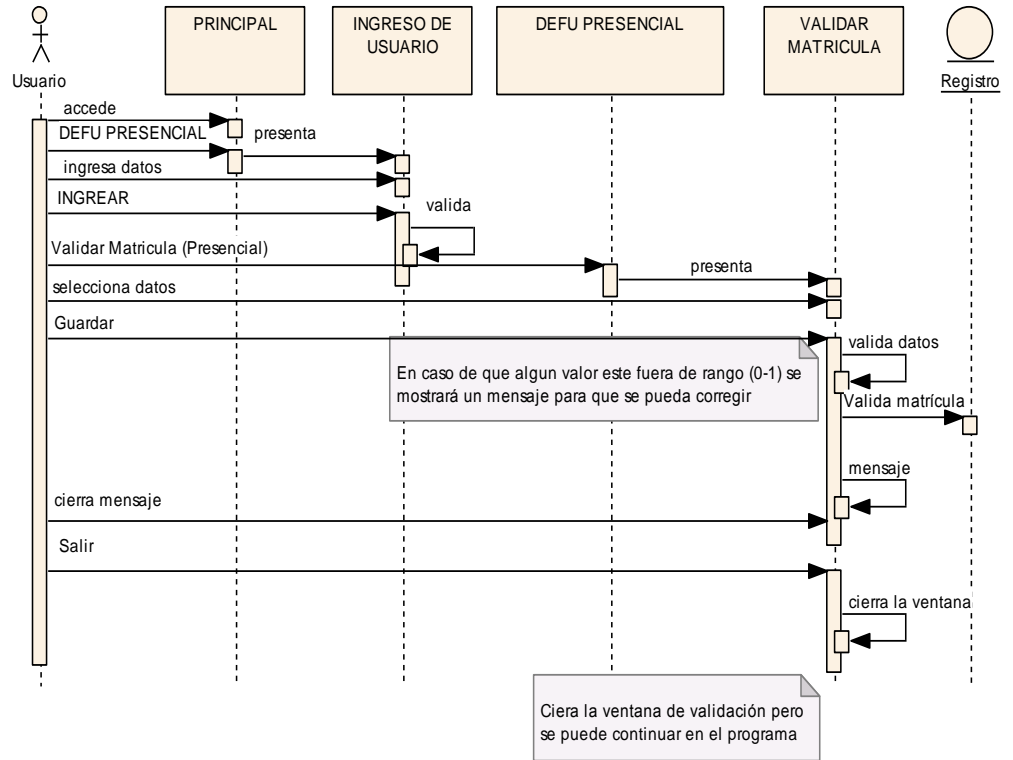 PRINCIPAL
INGRESO DE
USUARIO
DEFU PRESENCIAL
VALIDAR
MATRICULA
Usuario
Registro
accede
DEFU PRESENCIAL
presenta
ingresa datos
INGREAR
valida
Validar Matricula (Presencial)
presenta
selecciona datos
Guardar
valida datos
En caso de que algun valor este fuera de rango (0-1) se
mostrará un mensaje para que se pueda corregir
Valida matrícula
mensaje
cierra mensaje
Salir
cierra la ventana
Ciera la ventana de validación pero
se puede continuar en el programa